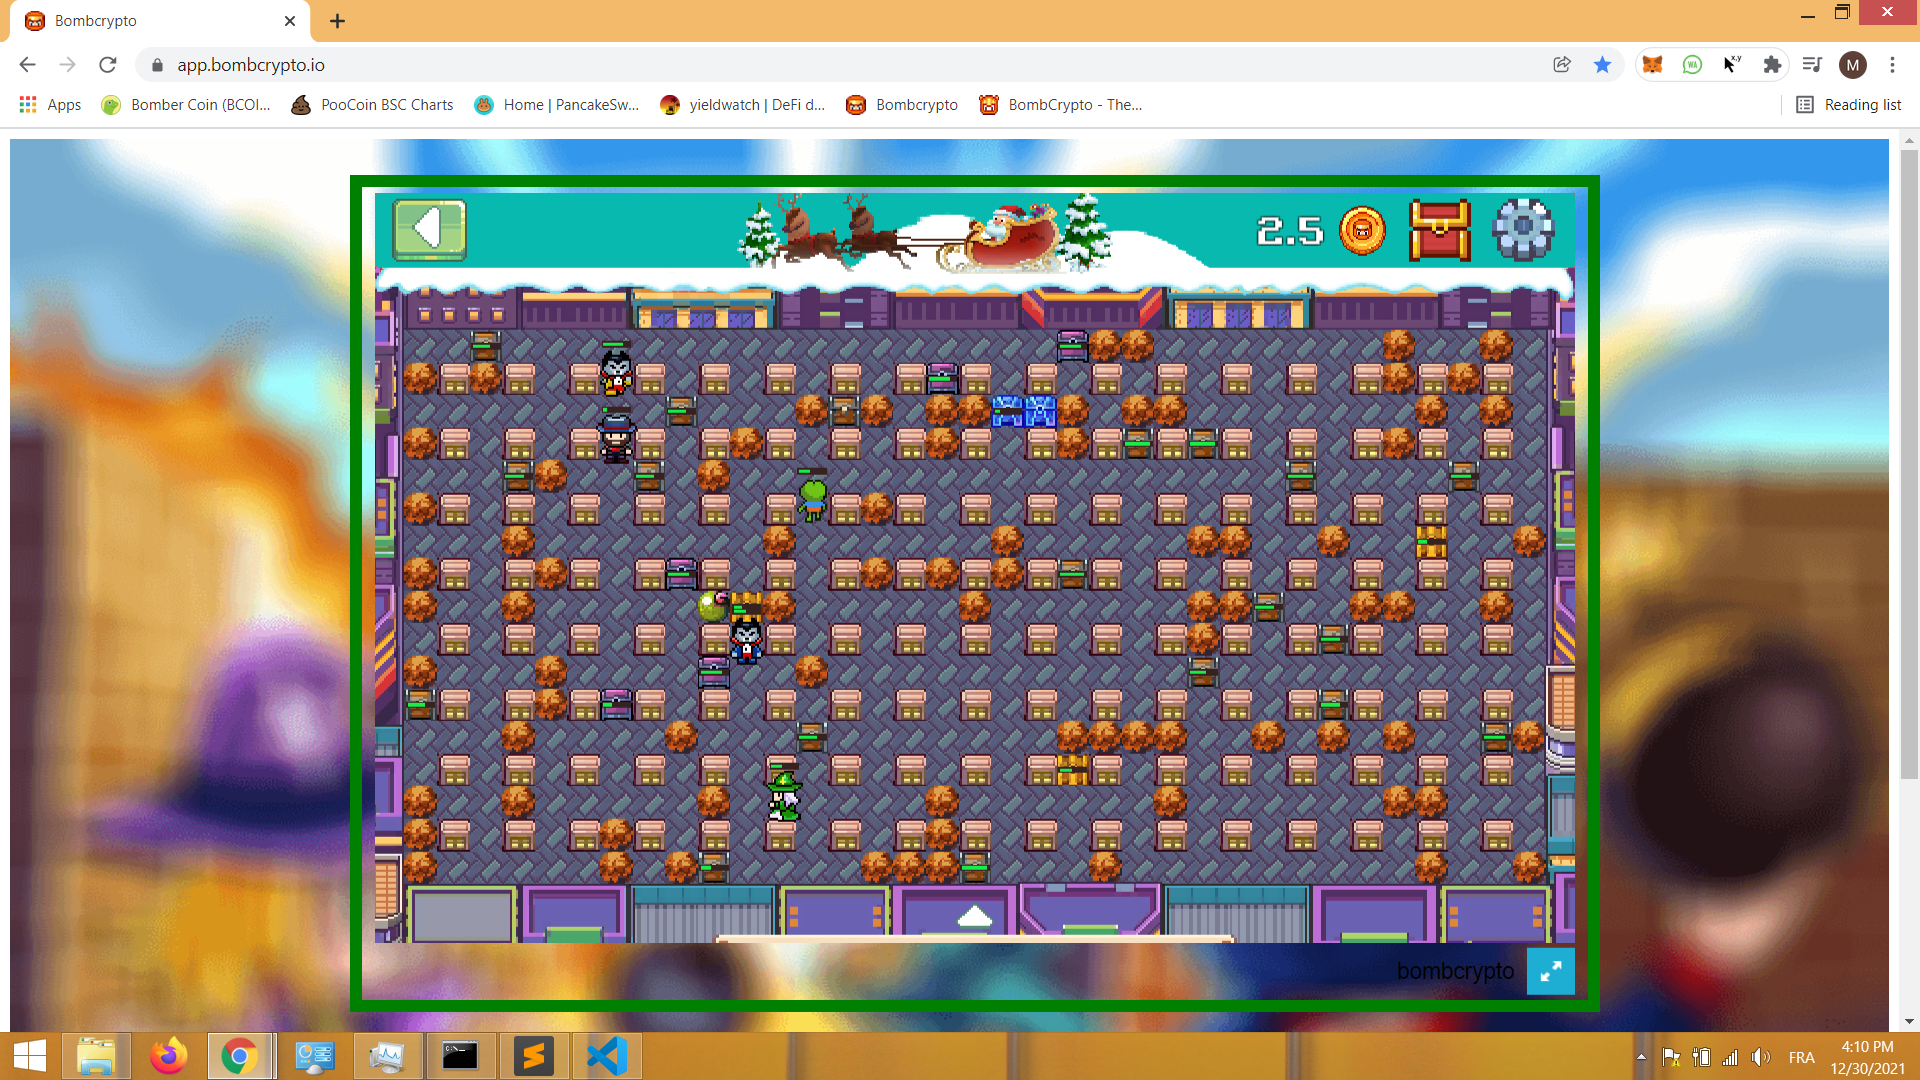 Bombcrypto
app.bombcrypto.io
Apps
Bomber Coin (BCOI...
PooCoin BSC Charts
Home | PancakeSw...
yieldwatch | DeFi d...
Bombcrypto
BombCrypto - The...
Reading list
WA
x,y
M
2.5
bombcrypto
FRA
4:10 PM
12/30/2021